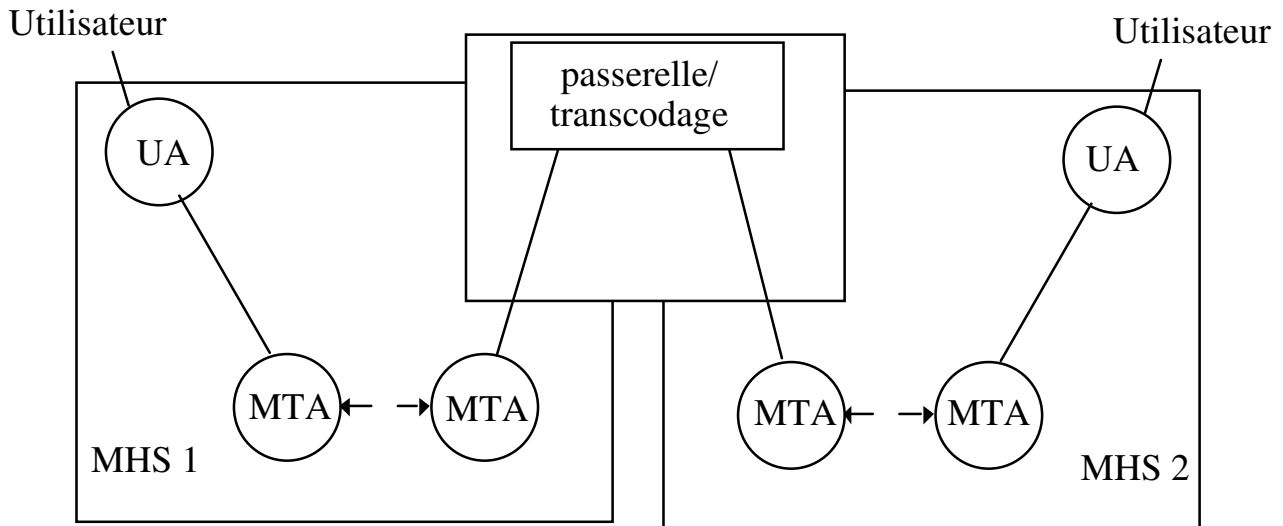 Utilisateur
Utilisateur
passerelle/
transcodage
UA
UA
MTA
MTA
MTA
MTA
MHS 1
MHS 2